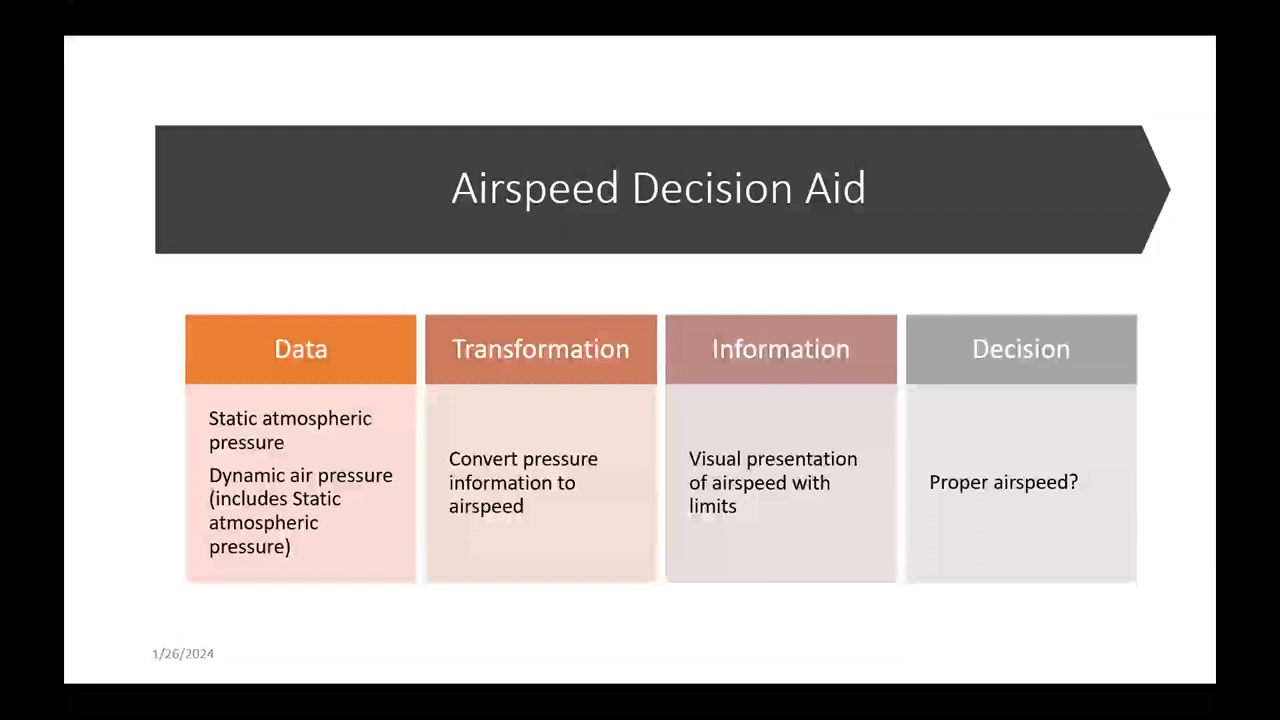 Airspeed Decision Aid
Data
Transformation
Information
Decision
Static atmospheric
pressure
Dynamic air pressure
(includes Static
atmospheric
pressure)
Convert pressure
information to
airspeed
Visual presentation
of airspeed with
limits
Proper airspeed?
1/26/2024